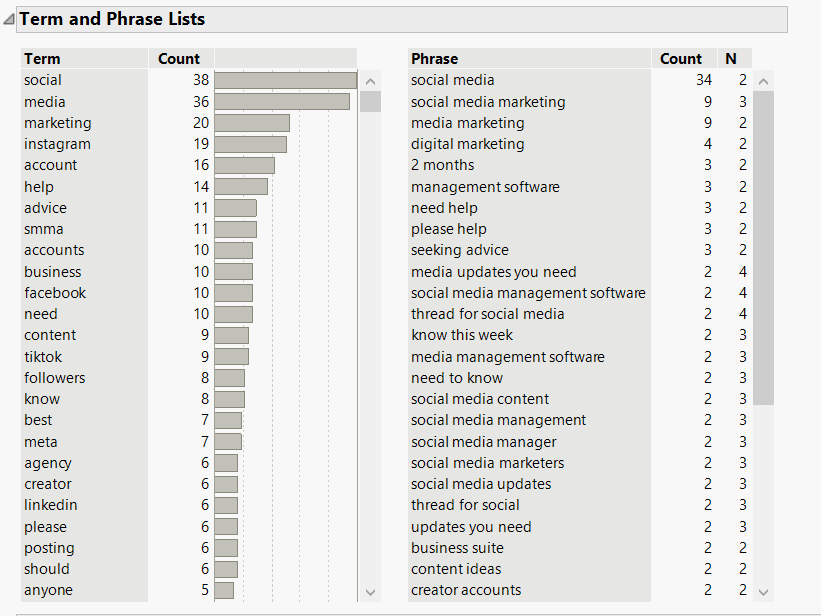 Term and Phrase Lists
Term Count
social 38
media 36
marketing 20
instagram 19
account 16
help 14
advice 11
smma 11
accounts 10
business 10
facebook 10
need 10
content 9
tiktok 9
followers 8
know 8
best 7
meta 7
agency 6
creator 6
linkedin 6
please 6
posting 6
should 6
anyone 5
Phrase Count N
social media 34 2
social media marketing 9 3
media marketing 9 2
digital marketing 4 2
2 months 3 2
management software 3 2
need help 3 2
please help 3 2
seeking advice 3 2
media updates you need 2 4
social media management software 2 4
thread for social media 2 4
know this week 2 3
media management software 2 3
need to know 2 3
social media content 2 3
social media management 2 3
social media manager 2 3
social media marketers 2 3
social media updates 2 3
thread for social 2 3
updates you need 2 3
business suite 2 2
content ideas 2 2
creator accounts 2 2